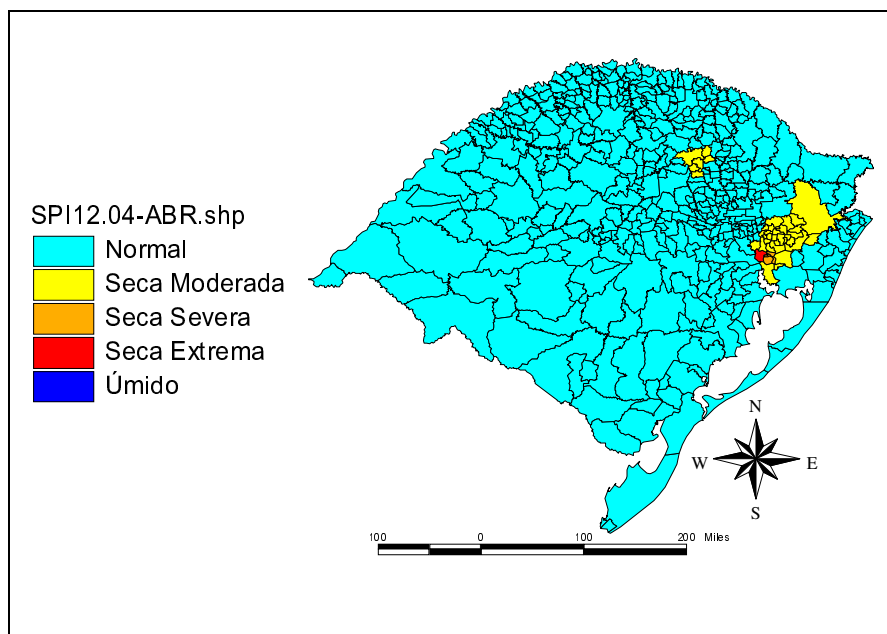 SPI12.04-ABR.shp
Normal
Seca Moderada
Seca Severa
Seca Extrema
Úmido
N
W E
S
100 0 100 200 Miles